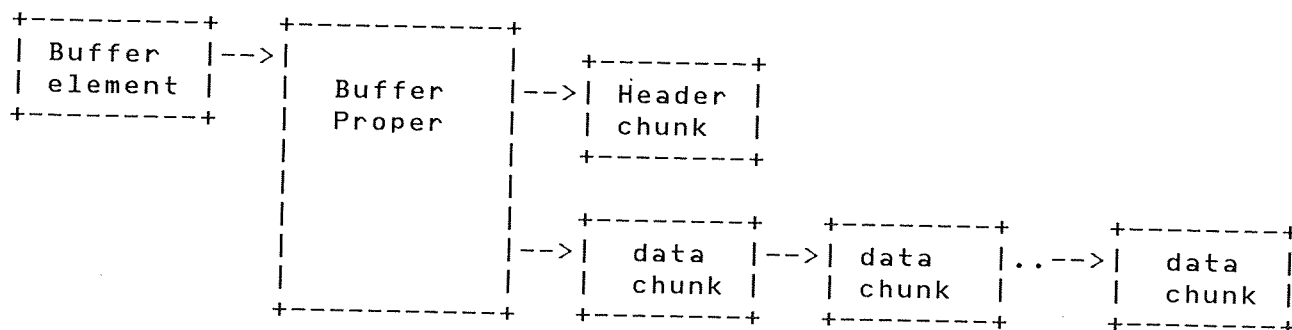 Buffer element
Buffer Proper
Header chunk
data chunk
data chunk
data chunk